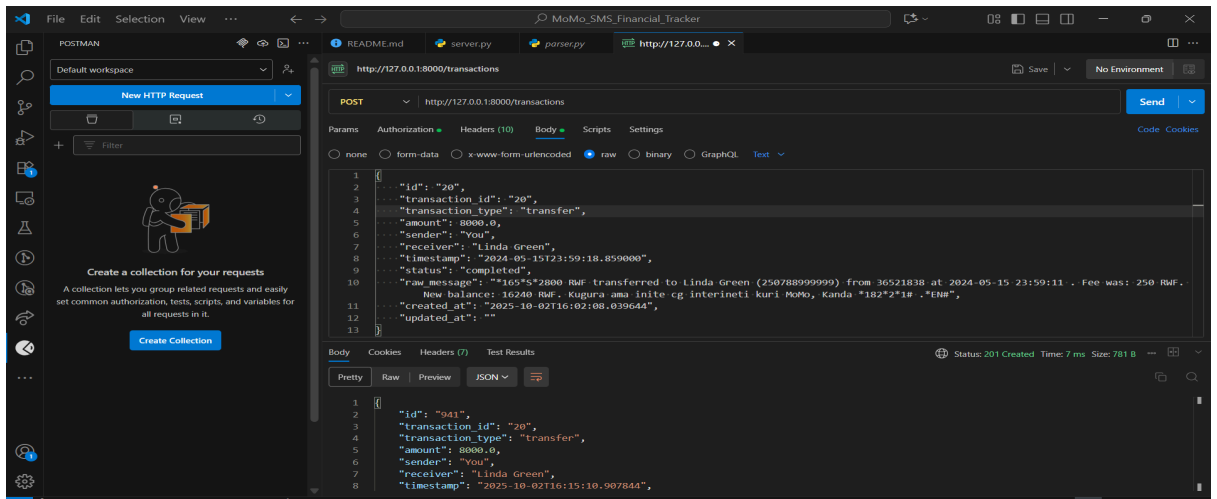 File Edit Selection View ... MoMo_SMS_Financial_Tracker
POSTMAN
README.md server.py parser.py http://127.0.0....
Default workspace
New HTTP Request
Filter
Create a collection for your requests
A collection lets you group related requests and easily
set common authorization, tests, scripts, and variables for
all requests in it.
Create Collection
http://127.0.0.1:8000/transactions Save No Environment
POST http://127.0.0.1:8000/transactions Send
Params Authorization Headers (10) Body Scripts Settings Code Cookies
none form-data x-www-form-urlencoded raw binary GraphQL Text
1 {
2 "id": "20",
3 "transaction_id": "20",
4 "transaction_type": "transfer",
5 "amount": 8000.0,
6 "sender": "You",
7 "receiver": "Linda Green",
8 "timestamp": "2024-05-15T23:59:18.859000",
9 "status": "completed",
10 "raw_message": "*165*S*2800 RWF transferred to Linda Green (250788999999) from 36521838 at 2024-05-15 23:59:11 . Fee was: 250 RWF.
New balance: 16240 RWF. Kugura ama inite cg interineti kuri MoMo, Kanda *182*2*1# .*EN#",
11 "created_at": "2025-10-02T16:02:08.039644",
12 "updated_at": ""
13 }
Body Cookies Headers (7) Test Results Status: 201 Created Time: 7 ms Size: 781 B
Pretty Raw Preview JSON
1 {
2 "id": "941",
3 "transaction_id": "20",
4 "transaction_type": "transfer",
5 "amount": 8000.0,
6 "sender": "You",
7 "receiver": "Linda Green",
8 "timestamp": "2025-10-02T16:15:10.907844",